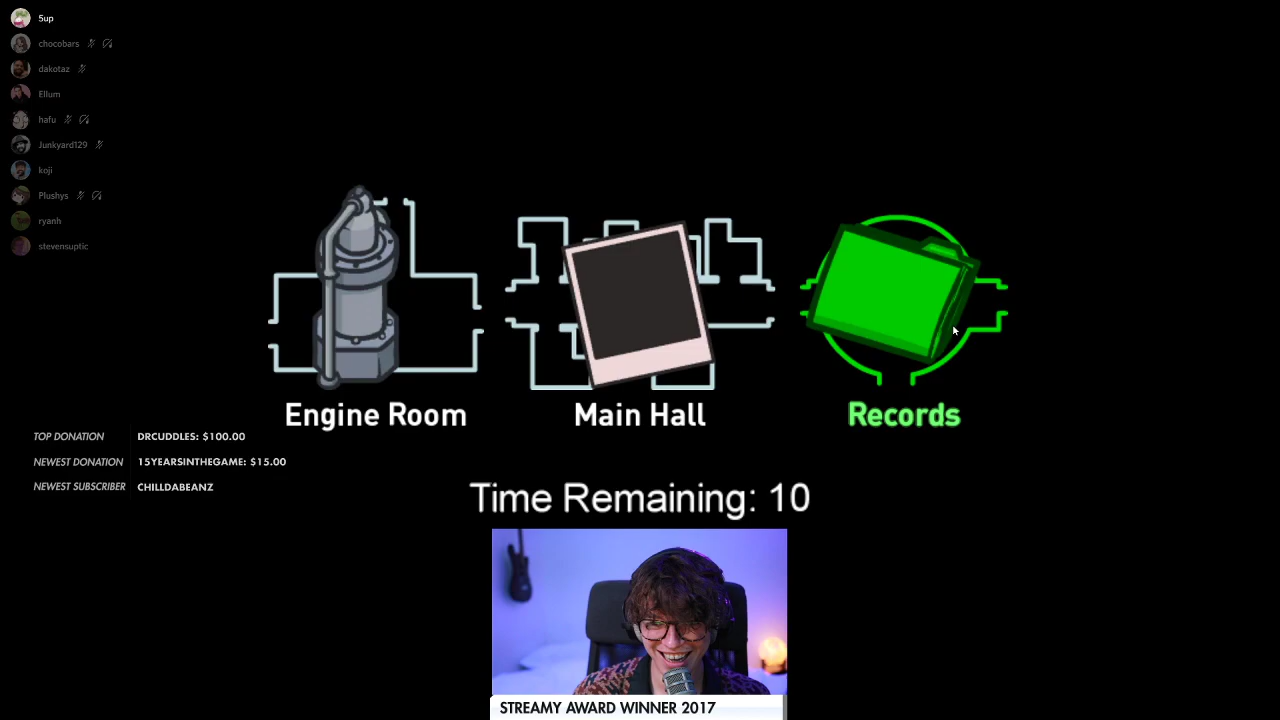 5up
chocobars
dakotaz
Ellum
hafu
Junkyard129
koji
Plushys
ryanh
stevensuptic
Engine Room
Main Hall
Records
TOP DONATION DRCUDDLES: $100.00
NEWEST DONATION 15YEARSINTHEGAME: $15.00
NEWEST SUBSCRIBER CHILLDABEANZ
Time Remaining: 10
STREAMY AWARD WINNER 2017